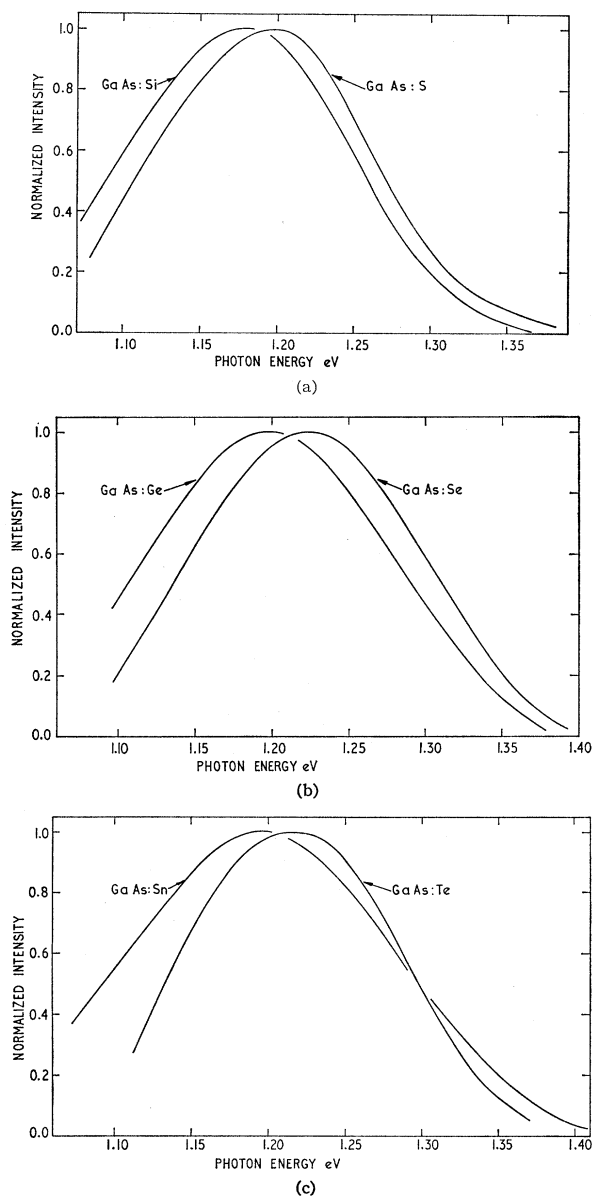 NORMALIZED INTENSITY
1.0
0.8
0.6
0.4
0.2
0.0
Ga As:Si
Ga As:S
1.10 1.15 1.20 1.25 1.30 1.35
PHOTON ENERGY eV
(a)
NORMALIZED INTENSITY
1.0
0.8
0.6
0.4
0.2
0.0
Ga As:Ge
Ga As:Se
1.10 1.15 1.20 1.25 1.30 1.35 1.40
PHOTON ENERGY eV
(b)
NORMALIZED INTENSITY
1.0
0.8
0.6
0.4
0.2
0.0
Ga As:Sn
Ga As:Te
1.10 1.15 1.20 1.25 1.30 1.35 1.40
PHOTON ENERGY eV
(c)